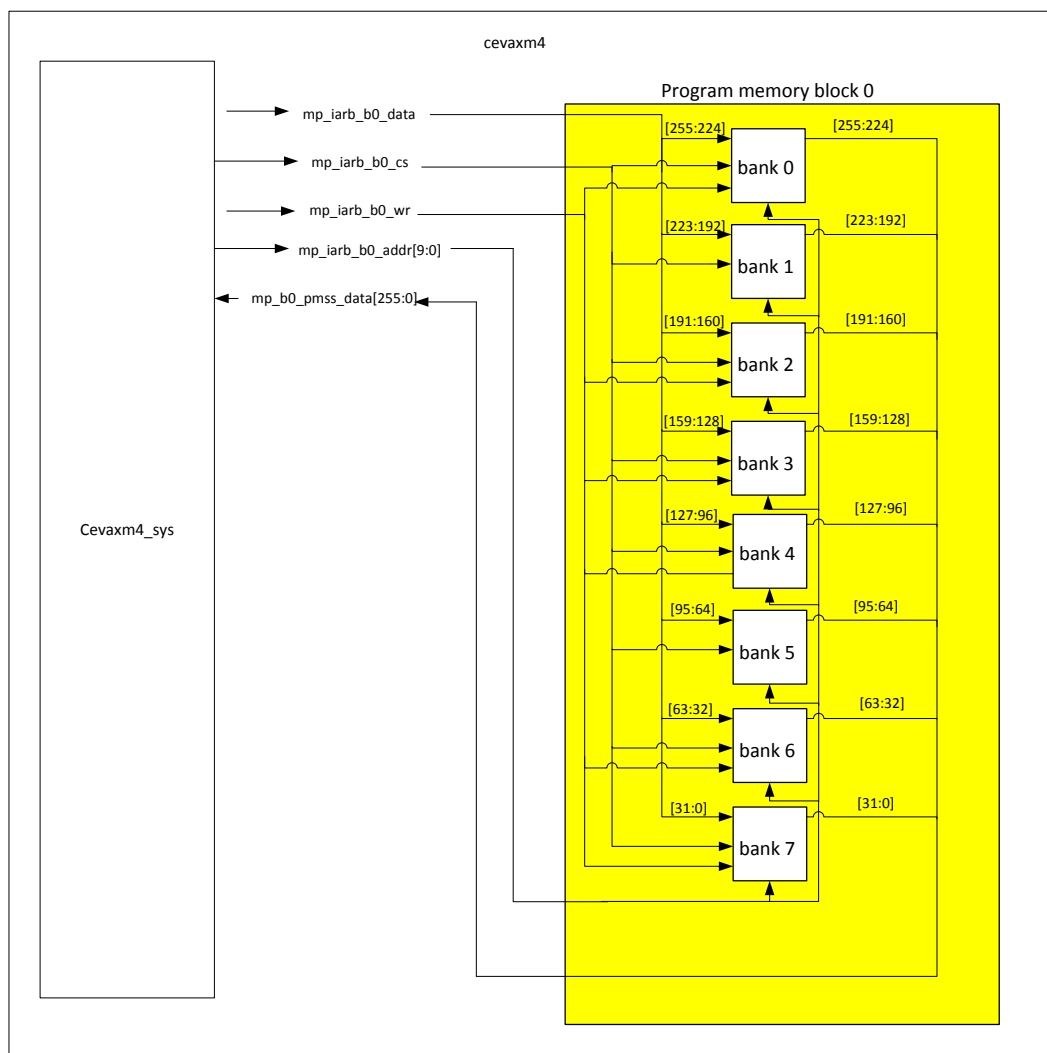 cevaxm4
Program memory block 0
mp_iarb_b0_data
mp_iarb_b0_cs
mp_iarb_b0_wr
mp_iarb_b0_addr[9:0]
mp_b0_pmss_data[255:0]
Cevaxm4_sys
[255:224]
bank 0
[255:224]
[223:192]
bank 1
[223:192]
[191:160]
bank 2
[191:160]
[159:128]
bank 3
[159:128]
[127:96]
bank 4
[127:96]
[95:64]
bank 5
[95:64]
[63:32]
bank 6
[63:32]
[31:0]
bank 7
[31:0]